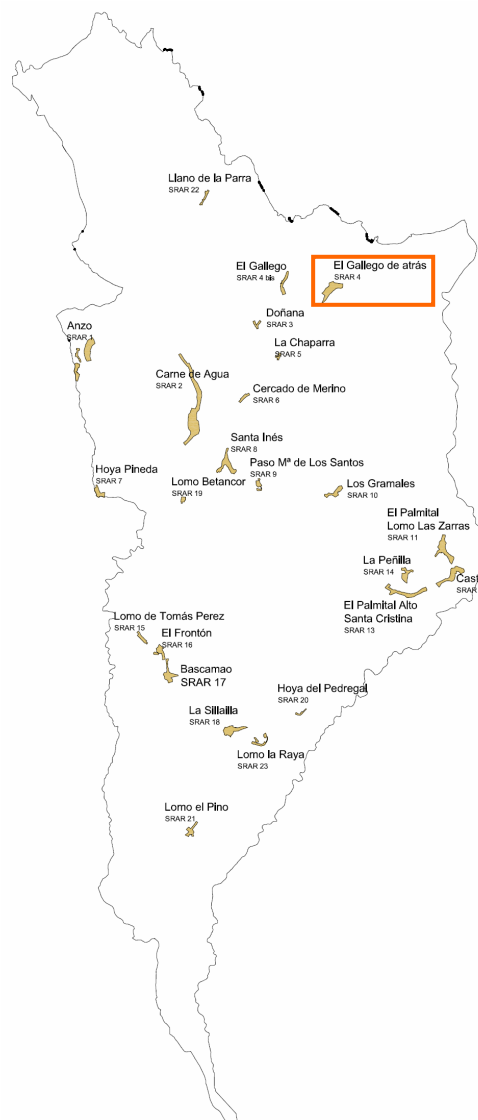 Llano de la Parra
SRAR 22
El Gallego
SRAR 4 bis
El Gallego de atrás
SRAR 4
Doñana
SRAR 3
Anzo
SRAR 1
La Chaparra
SRAR 5
Carne de Agua
SRAR 2
Cercado de Merino
SRAR 6
Santa Inés
SRAR 8
Paso Mª de Los Santos
SRAR 9
Hoya Pineda
SRAR 7
Lomo Betancor
SRAR 19
Los Gramales
SRAR 10
El Palmital
Lomo Las Zarras
SRAR 11
La Peñilla
SRAR 14
Cast
SRAR
El Palmital Alto
Santa Cristina
SRAR 13
Lomo de Tomás Perez
SRAR 15
El Frontón
SRAR 16
Bascamao
SRAR 17
Hoya del Pedregal
SRAR 20
La Sillailla
SRAR 18
Lomo la Raya
SRAR 23
Lomo el Pino
SRAR 21